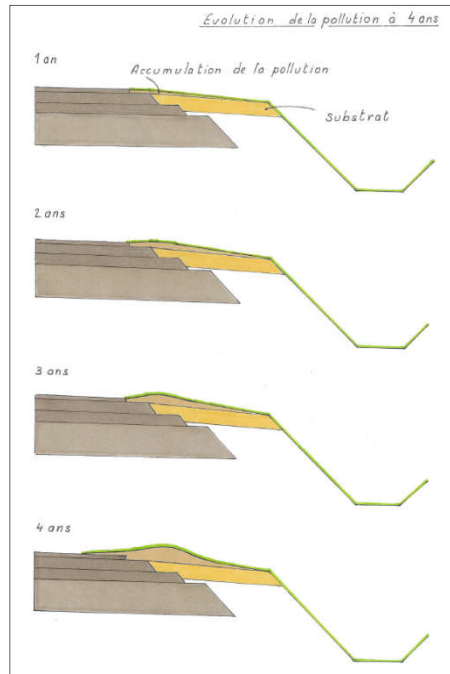 Evolution de la pollution à 4 ans
1 an
Accumulation de la pollution
Substrat
2 ans
3 ans
4 ans